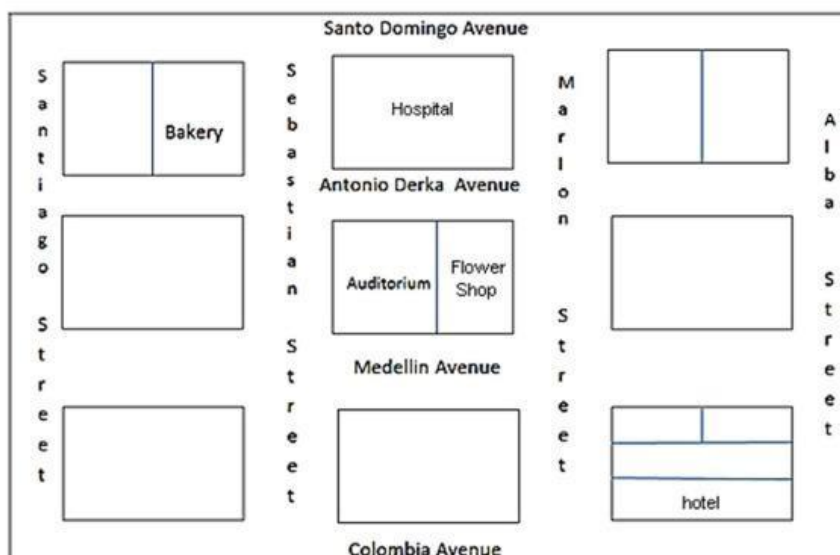 Santo Domingo Avenue
Santiago Street
Bakery
Sebastian Street
Hospital
Marlon Street
Alba Street
Antonio Derka Avenue
Auditorium
Flower
Shop
Medellin Avenue
hotel
Colombia Avenue